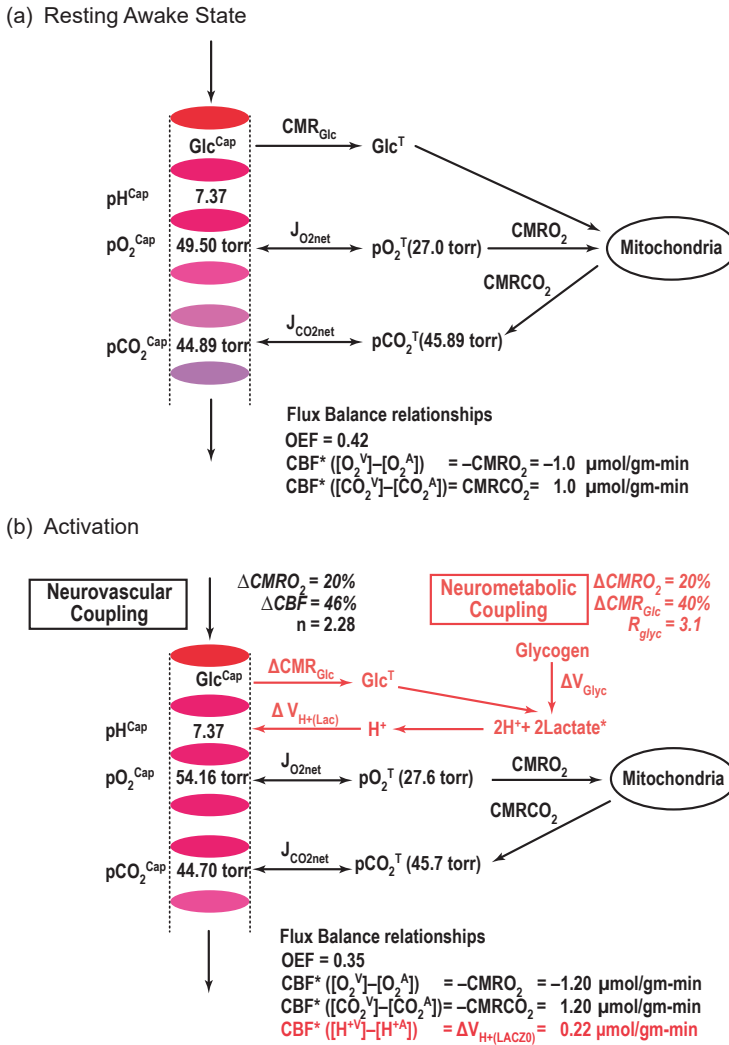 (a) Resting Awake State
CMR_Glc
Glc^Cap
Glc^T
pH^Cap
7.37
pO₂^Cap
49.50 torr
J_O2net
pO₂^T(27.0 torr)
CMRO₂
Mitochondria
CMRCO₂
pCO₂^Cap
44.89 torr
J_CO2net
pCO₂^T(45.89 torr)
Flux Balance relationships
OEF = 0.42
CBF* ([O₂^V]–[O₂^A]) = –CMRO₂ = –1.0 µmol/gm-min
CBF* ([CO₂^V]–[CO₂^A])= CMRCO₂= 1.0 µmol/gm-min
(b) Activation
Neurovascular
Coupling
ΔCMRO₂ = 20%
ΔCBF = 46%
n = 2.28
Neurometabolic
Coupling
ΔCMRO₂ = 20%
ΔCMR_Glc = 40%
R_glyc = 3.1
Glycogen
ΔV_Glyc
Glc^Cap
ΔCMR_Glc
Glc^T
pH^Cap
7.37
Δ V_H+(Lac)
H⁺
2H⁺+ 2Lactate*
pO₂^Cap
54.16 torr
J_O2net
pO₂^T (27.6 torr)
CMRO₂
Mitochondria
CMRCO₂
pCO₂^Cap
44.70 torr
J_CO2net
pCO₂^T (45.7 torr)
Flux Balance relationships
OEF = 0.35
CBF* ([O₂^V]–[O₂^A]) = –CMRO₂ = –1.20 µmol/gm-min
CBF* ([CO₂^V]–[CO₂^A])= –CMRCO₂= 1.20 µmol/gm-min
CBF* ([H^+V]–[H^+A]) = ΔV_H+(LACZ0)= 0.22 µmol/gm-min